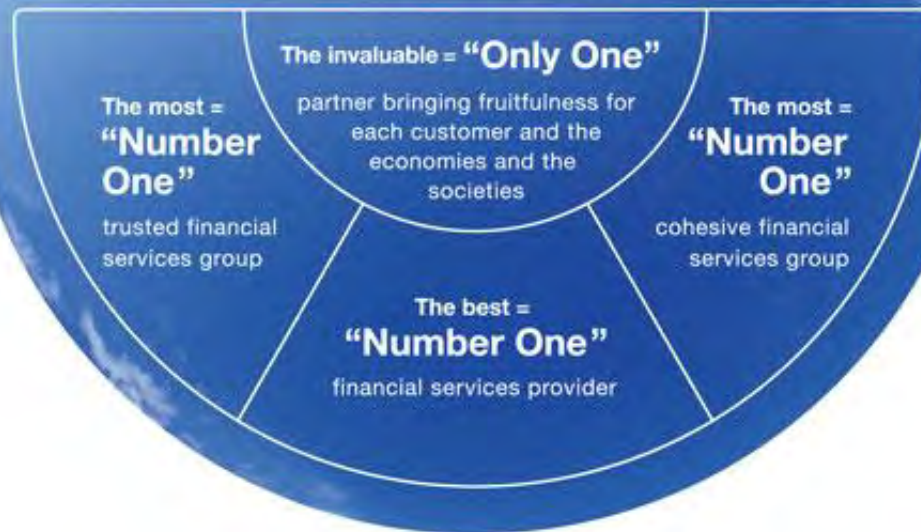 The invaluable = “Only One”
partner bringing fruitfulness for
each customer and the
economies and the
societies
The most =
“Number
One”
trusted financial
services group
The best =
“Number One”
financial services provider
The most =
“Number
One”
cohesive financial
services group